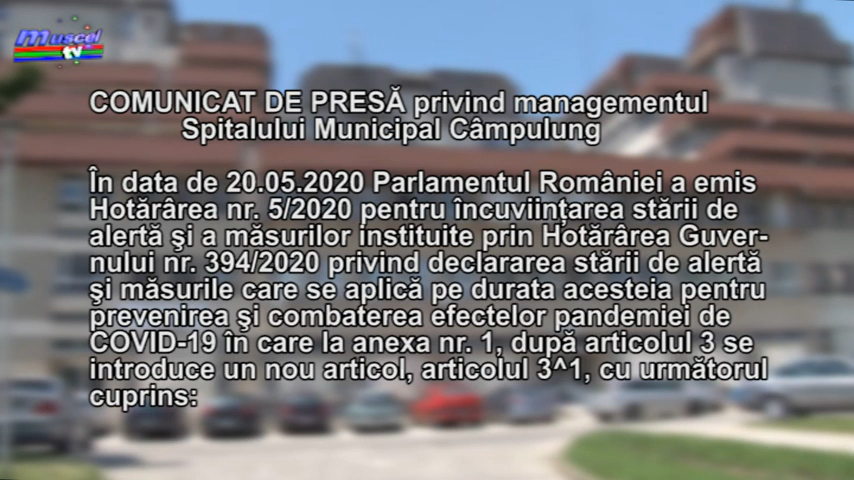 Muscel
tv
COMUNICAT DE PRESĂ privind managementul
Spitalului Municipal Câmpulung
În data de 20.05.2020 Parlamentul României a emis
Hotărârea nr. 5/2020 pentru încuviinţarea stării de
alertă şi a măsurilor instituite prin Hotărârea Guver-
nului nr. 394/2020 privind declararea stării de alertă
şi măsurile care se aplică pe durata acesteia pentru
prevenirea şi combaterea efectelor pandemiei de
COVID-19 în care la anexa nr. 1, după articolul 3 se
introduce un nou articol, articolul 3^1, cu următorul
cuprins: